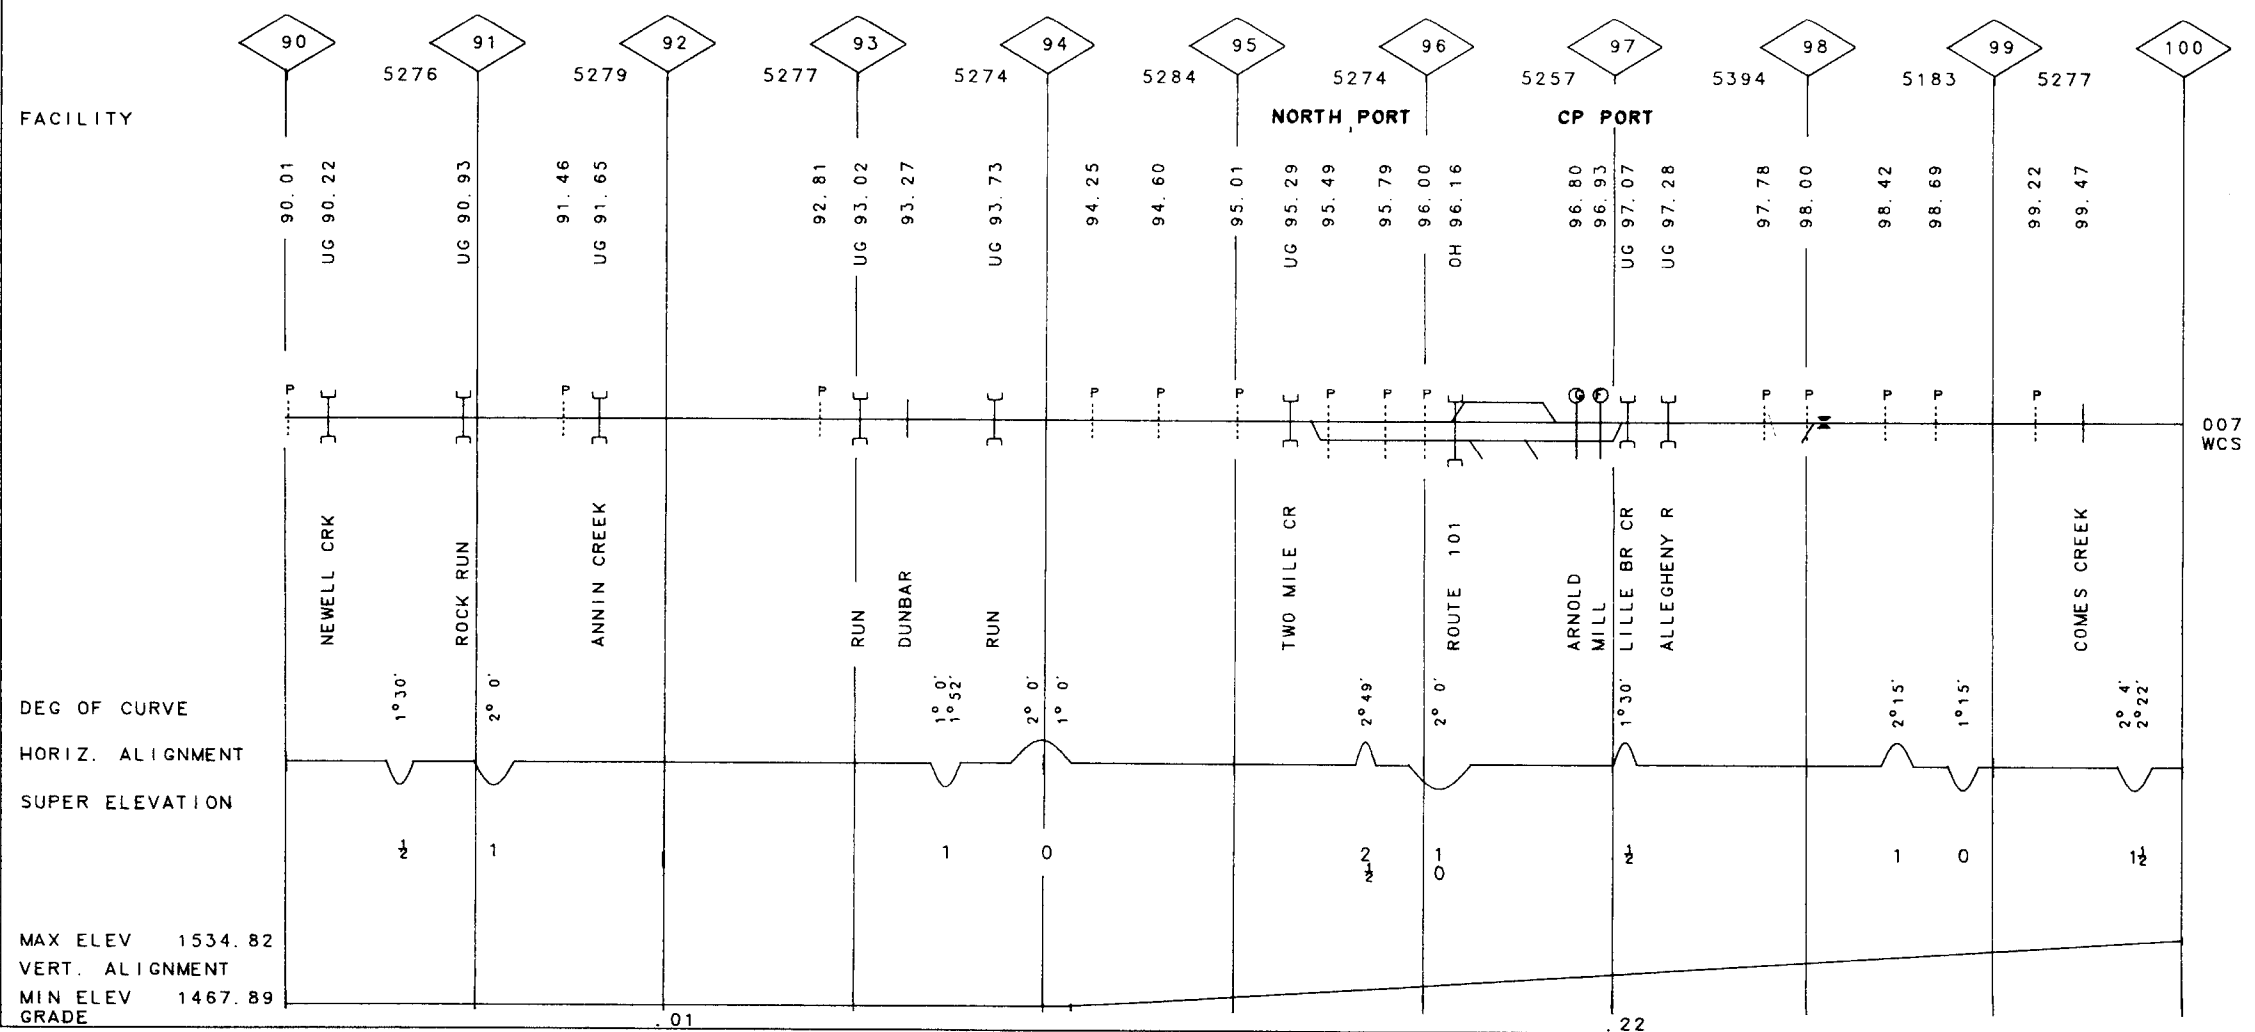 90 91 92 93 94 95 96 97 98 99 100
5276 5279 5277 5274 5284 5274 5257 5394 5183 5277
FACILITY NORTH PORT CP PORT
90.01
UG 90.22
UG 90.93
91.46
UG 91.65
92.81
UG 93.02
93.27
UG 93.73
94.25
94.60
95.01
UG 95.29
95.49
95.79
96.00
OH 96.16
96.80
96.93
UG 97.07
UG 97.28
97.78
98.00
98.42
98.69
99.22
99.47
P P P P P P P P P P P P P P
G F
007
WCS
NEWELL CRK
ROCK RUN
ANNIN CREEK
RUN
DUNBAR
RUN
TWO MILE CR
ROUTE 101
ARNOLD
MILL
LILLE BR CR
ALLEGHENY R
COMES CREEK
DEG OF CURVE
1°30'
2° 0'
1° 0'
1°52'
2° 0'
1° 0'
2°49'
2° 0'
1°30'
2°15'
1°15'
2° 4'
2°22'
HORIZ. ALIGNMENT
SUPER ELEVATION
½ 1 1 0 2 1 ½ 1 0 1½
½ 0
MAX ELEV 1534.82
VERT. ALIGNMENT
MIN ELEV 1467.89
GRADE .01 .22